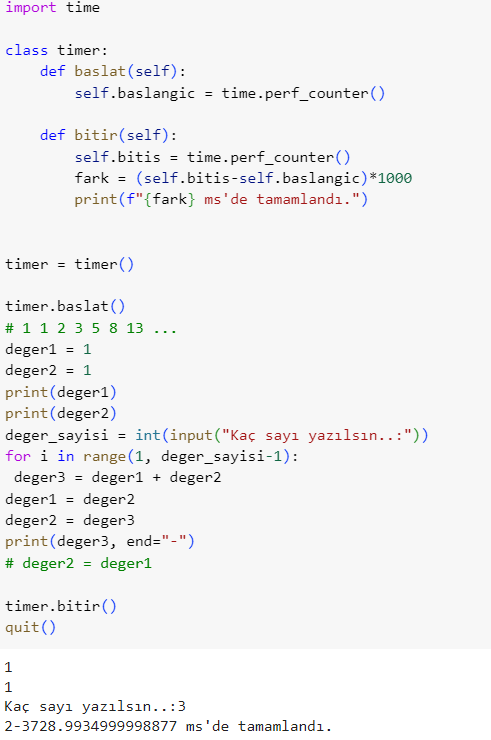 import time
class timer:
    def baslat(self):
        self.baslangic = time.perf_counter()
    def bitir(self):
        self.bitis = time.perf_counter()
        fark = (self.bitis-self.baslangic)*1000
        print(f"{fark} ms'de tamamlandı.")
timer = timer()
timer.baslat()
# 1 1 2 3 5 8 13 ...
deger1 = 1
deger2 = 1
print(deger1)
print(deger2)
deger_sayisi = int(input("Kaç sayı yazılsın..:"))
for i in range(1, deger_sayisi-1):
 deger3 = deger1 + deger2
deger1 = deger2
deger2 = deger3
print(deger3, end="-")
# deger2 = deger1
timer.bitir()
quit()
1
1
Kaç sayı yazılsın..:3
2-3728.9934999998877 ms'de tamamlandı.